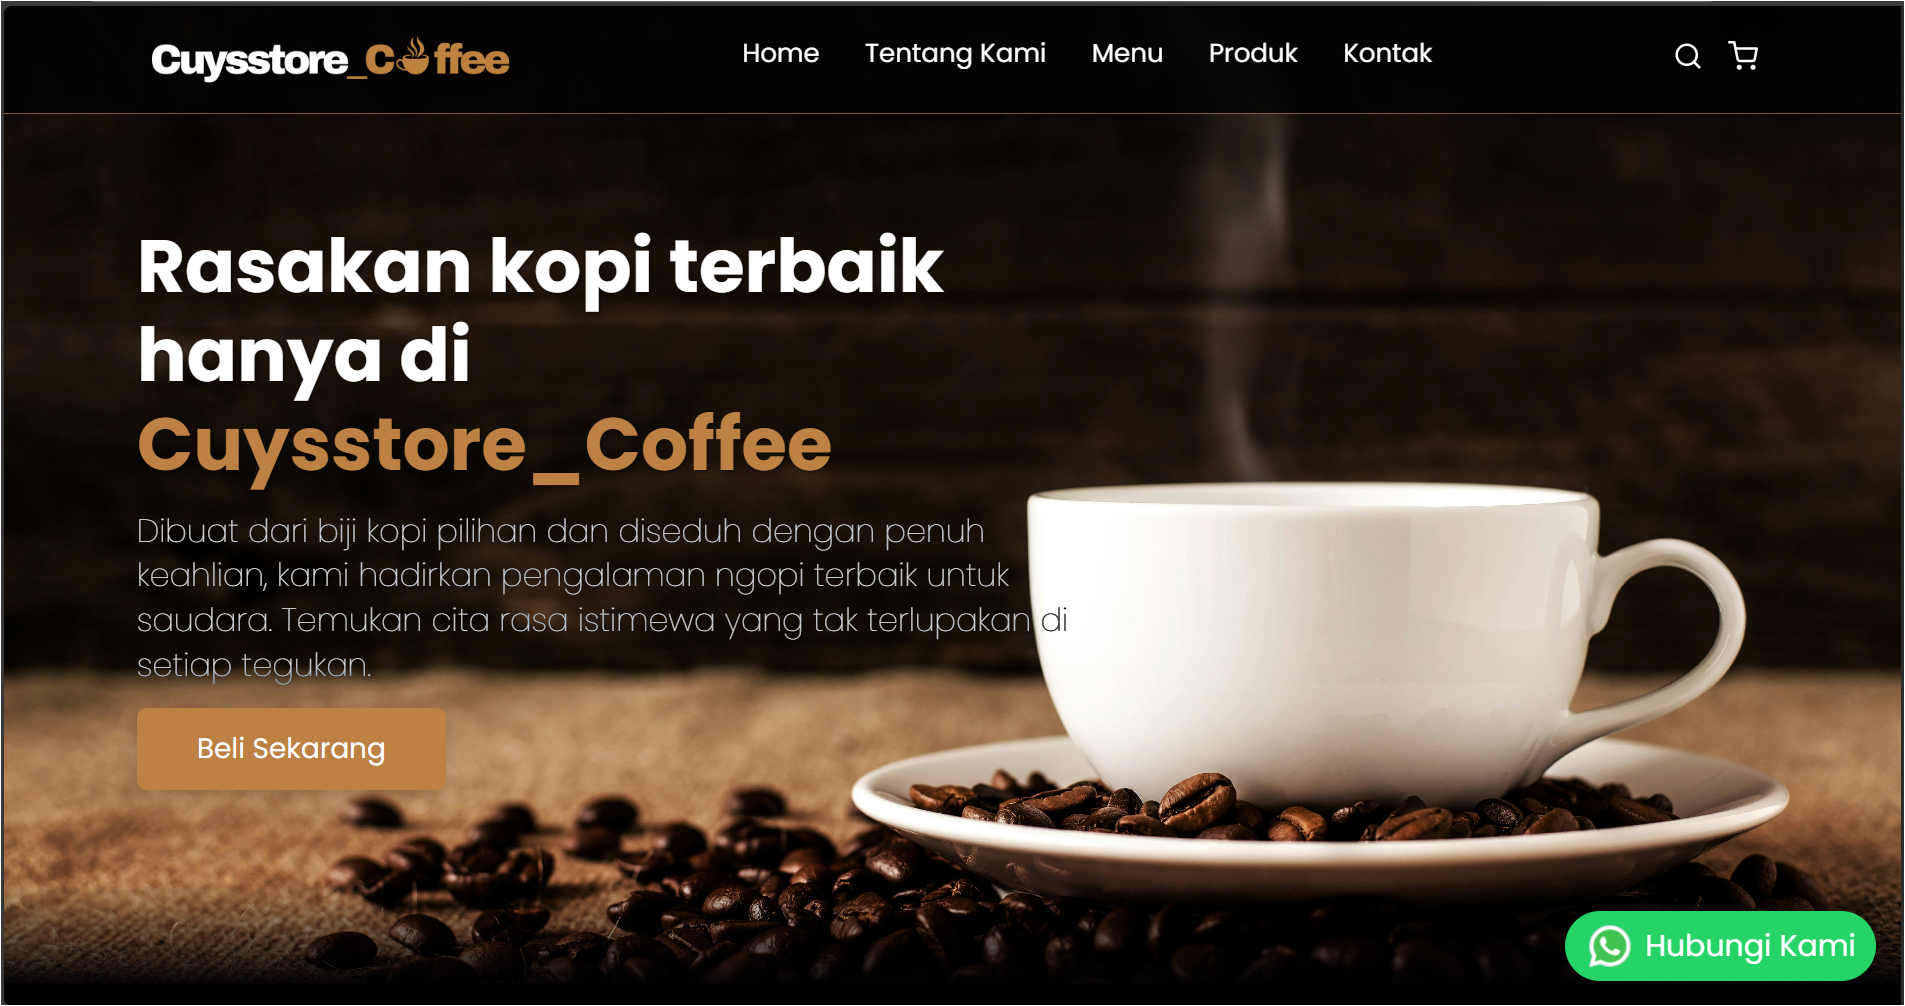 Cuysstore_Coffee
Home Tentang Kami Menu Produk Kontak
Rasakan kopi terbaik
hanya di
Cuysstore_Coffee
Dibuat dari biji kopi pilihan dan diseduh dengan penuh
keahlian, kami hadirkan pengalaman ngopi terbaik untuk
saudara. Temukan cita rasa istimewa yang tak terlupakan di
setiap tegukan.
Beli Sekarang
Hubungi Kami